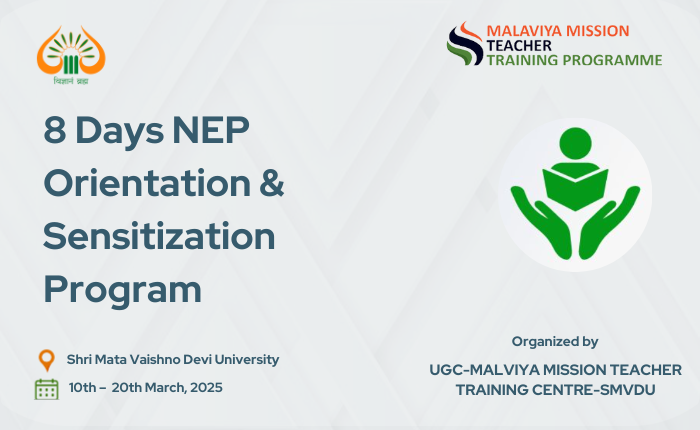 विज्ञानं ब्रह्म
MALAVIYA MISSION
TEACHER
TRAINING PROGRAMME
8 Days NEP
Orientation &
Sensitization
Program
Shri Mata Vaishno Devi University
10th – 20th March, 2025
Organized by
UGC-MALVIYA MISSION TEACHER
TRAINING CENTRE-SMVDU